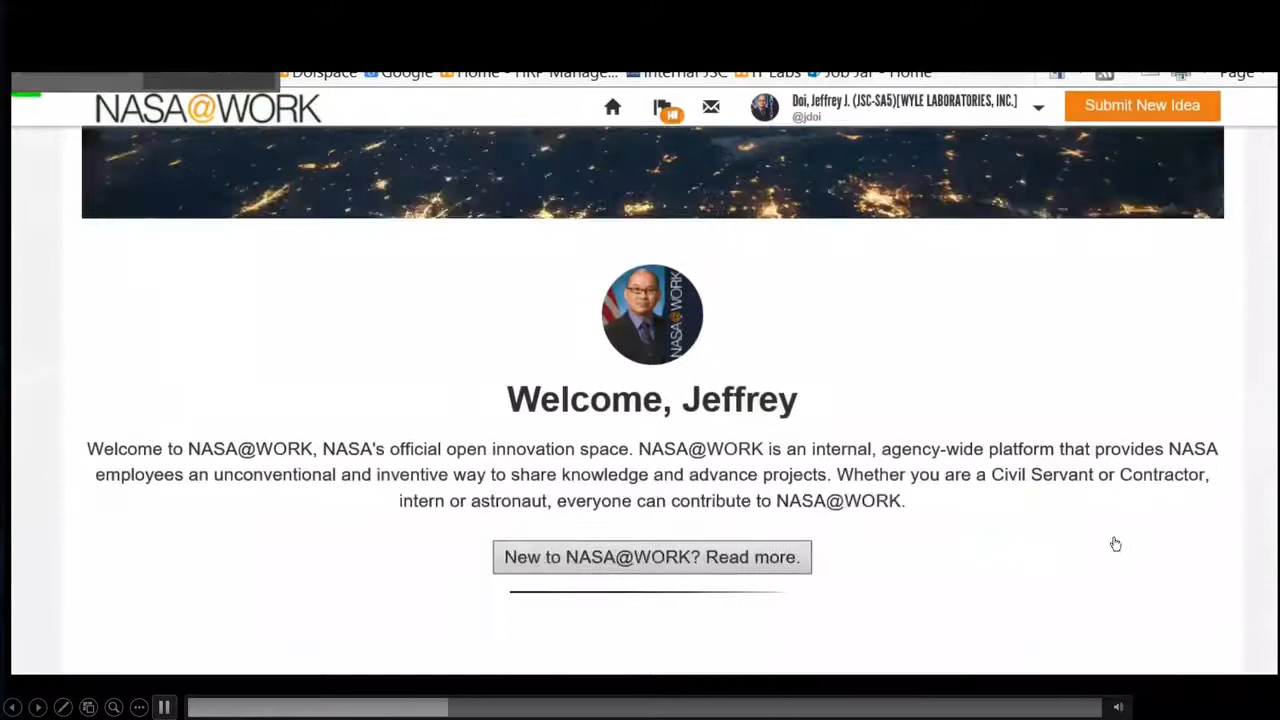 Doispace Google Home - HRP Manage... Internal JSC IT Labs Job Jar - Home Page
NASA@WORK
Doi, Jeffrey J. (JSC-SA5)[WYLE LABORATORIES, INC.]
@jdoi
Submit New Idea
NASA@WORK
Welcome, Jeffrey
Welcome to NASA@WORK, NASA's official open innovation space. NASA@WORK is an internal, agency-wide platform that provides NASA
employees an unconventional and inventive way to share knowledge and advance projects. Whether you are a Civil Servant or Contractor,
intern or astronaut, everyone can contribute to NASA@WORK.
New to NASA@WORK? Read more.